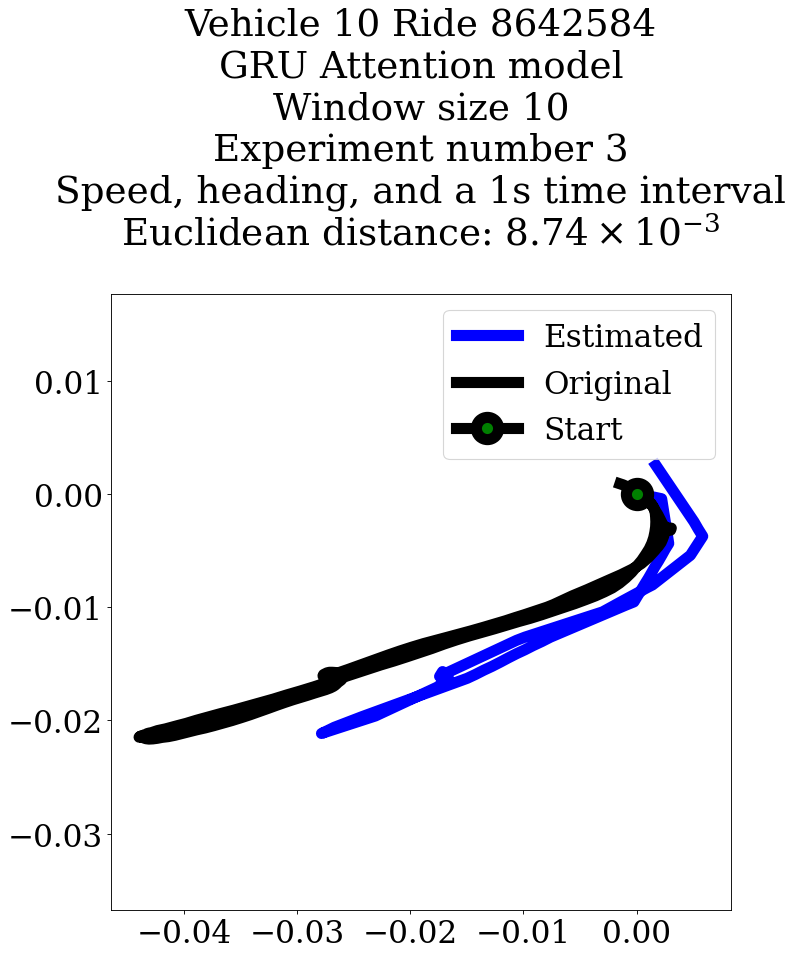 Vehicle 10 Ride 8642584
GRU Attention model
Window size 10
Experiment number 3
Speed, heading, and a 1s time interval
Euclidean distance: 8.74 × 10⁻³
Estimated
Original
Start
0.01
0.00
−0.01
−0.02
−0.03
−0.04 −0.03 −0.02 −0.01 0.00